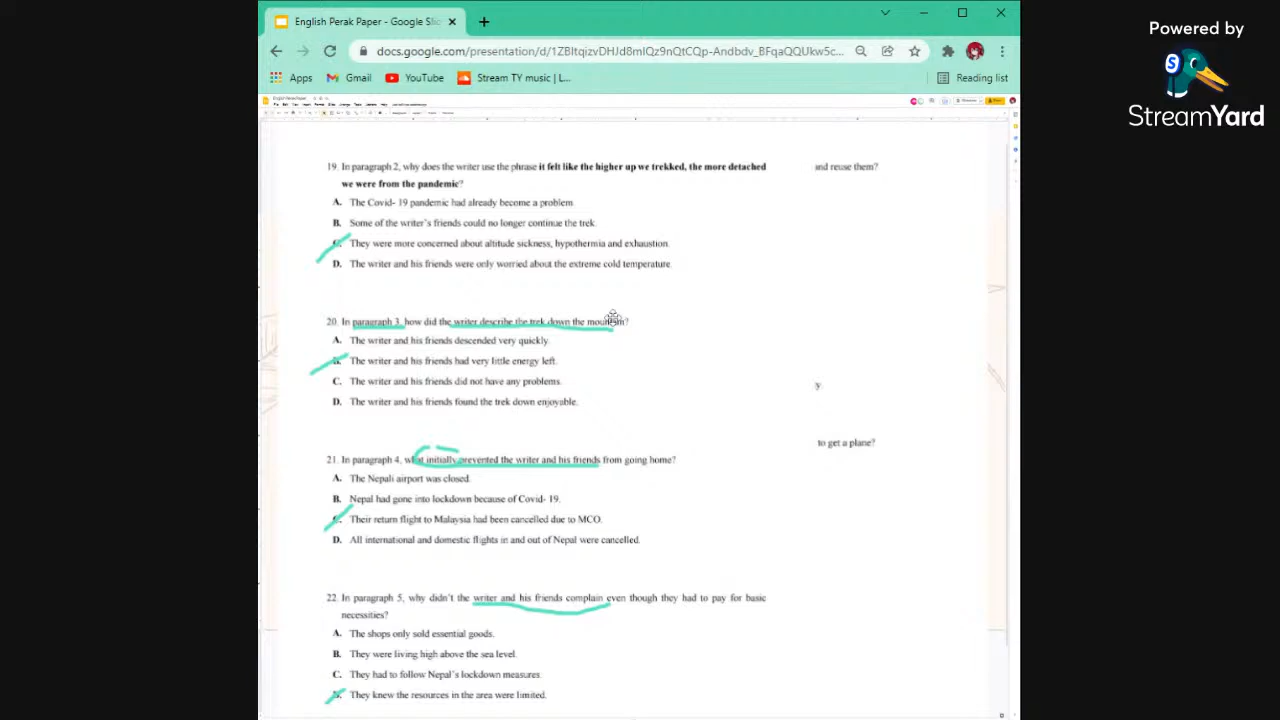 English Perak Paper - Google Slid
docs.google.com/presentation/d/1ZBltqizvDHJd8mIQz9nQtCQp-Andbdv_BFqaQQUkw5c...
Apps
Gmail
YouTube
Stream TY music | L...
Reading list
Powered by
StreamYard
English Perak Paper
19. In paragraph 2, why does the writer use the phrase it felt like the higher up we trekked, the more detached
we were from the pandemic?
and reuse them?
A. The Covid- 19 pandemic had already become a problem.
B. Some of the writer's friends could no longer continue the trek.
C. They were more concerned about altitude sickness, hypothermia and exhaustion.
D. The writer and his friends were only worried about the extreme cold temperature.
20. In paragraph 3, how did the writer describe the trek down the mountain?
A. The writer and his friends descended very quickly.
B. The writer and his friends had very little energy left.
C. The writer and his friends did not have any problems.
y
D. The writer and his friends found the trek down enjoyable.
to get a plane?
21. In paragraph 4, what initially prevented the writer and his friends from going home?
A. The Nepali airport was closed.
B. Nepal had gone into lockdown because of Covid- 19.
C. Their return flight to Malaysia had been cancelled due to MCO.
D. All international and domestic flights in and out of Nepal were cancelled.
22. In paragraph 5, why didn't the writer and his friends complain even though they had to pay for basic
necessities?
A. The shops only sold essential goods.
B. They were living high above the sea level.
C. They had to follow Nepal's lockdown measures.
D. They knew the resources in the area were limited.